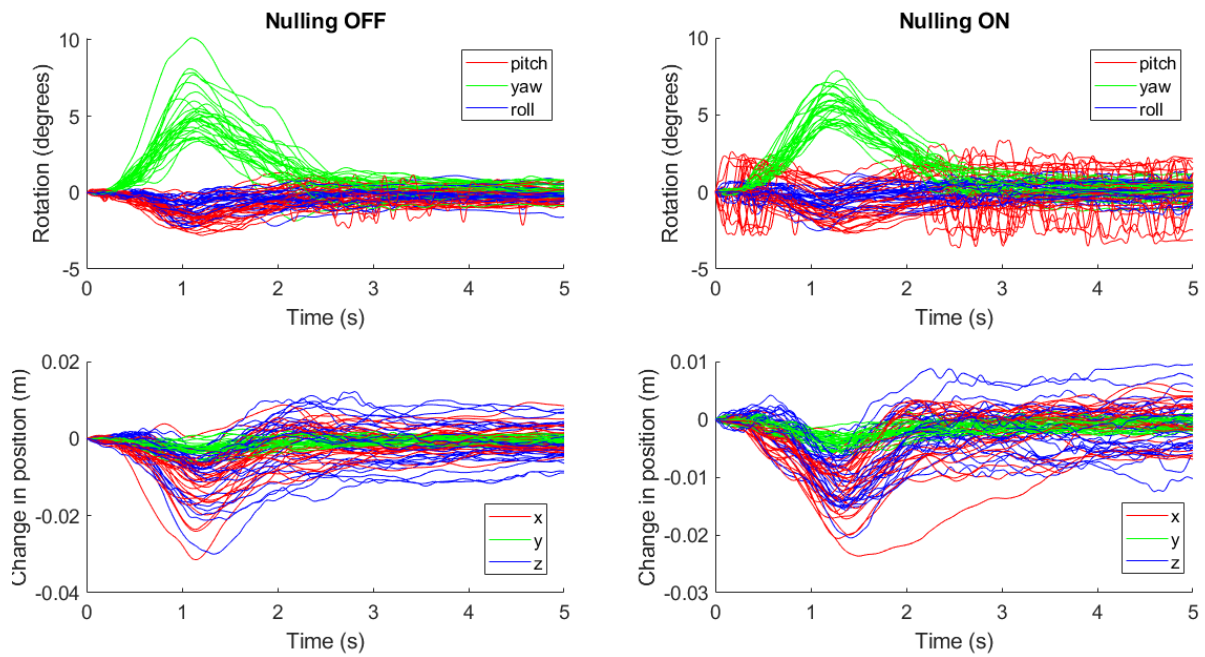 Nulling OFF
Rotation (degrees)
10
5
0
-5
pitch
yaw
roll
0 1 2 3 4 5
Time (s)
Nulling ON
Rotation (degrees)
10
5
0
-5
pitch
yaw
roll
0 1 2 3 4 5
Time (s)
Change in position (m)
0.02
0
-0.02
-0.04
x
y
z
0 1 2 3 4 5
Time (s)
Change in position (m)
0.01
0
-0.01
-0.02
-0.03
x
y
z
0 1 2 3 4 5
Time (s)